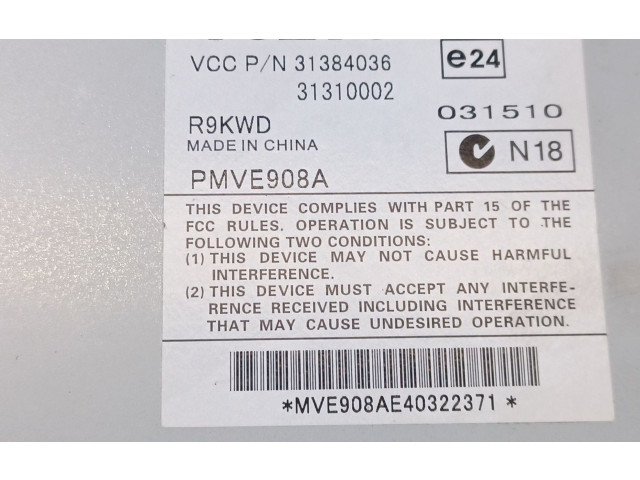 VCC P/N 31384036
e24
31310002
R9KWD
031510
MADE IN CHINA
N18
PMVE908A
THIS DEVICE COMPLIES WITH PART 15 OF THE
FCC RULES. OPERATION IS SUBJECT TO THE
FOLLOWING TWO CONDITIONS:
(1) THIS DEVICE MAY NOT CAUSE HARMFUL
INTERFERENCE.
(2) THIS DEVICE MUST ACCEPT ANY INTERFE-
RENCE RECEIVED INCLUDING INTERFERENCE
THAT MAY CAUSE UNDESIRED OPERATION.
*MVE908AE40322371*